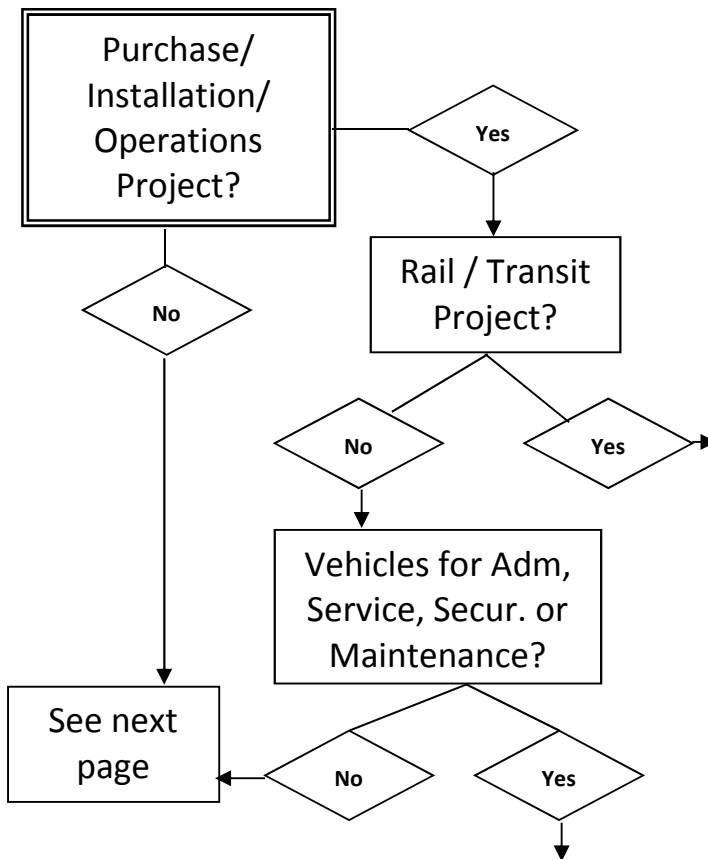 Purchase/
Installation/
Operations
Project?
Yes
Rail / Transit
Project?
No
No
Yes
Vehicles for Adm,
Service, Secur. or
Maintenance?
See next
page
No
Yes